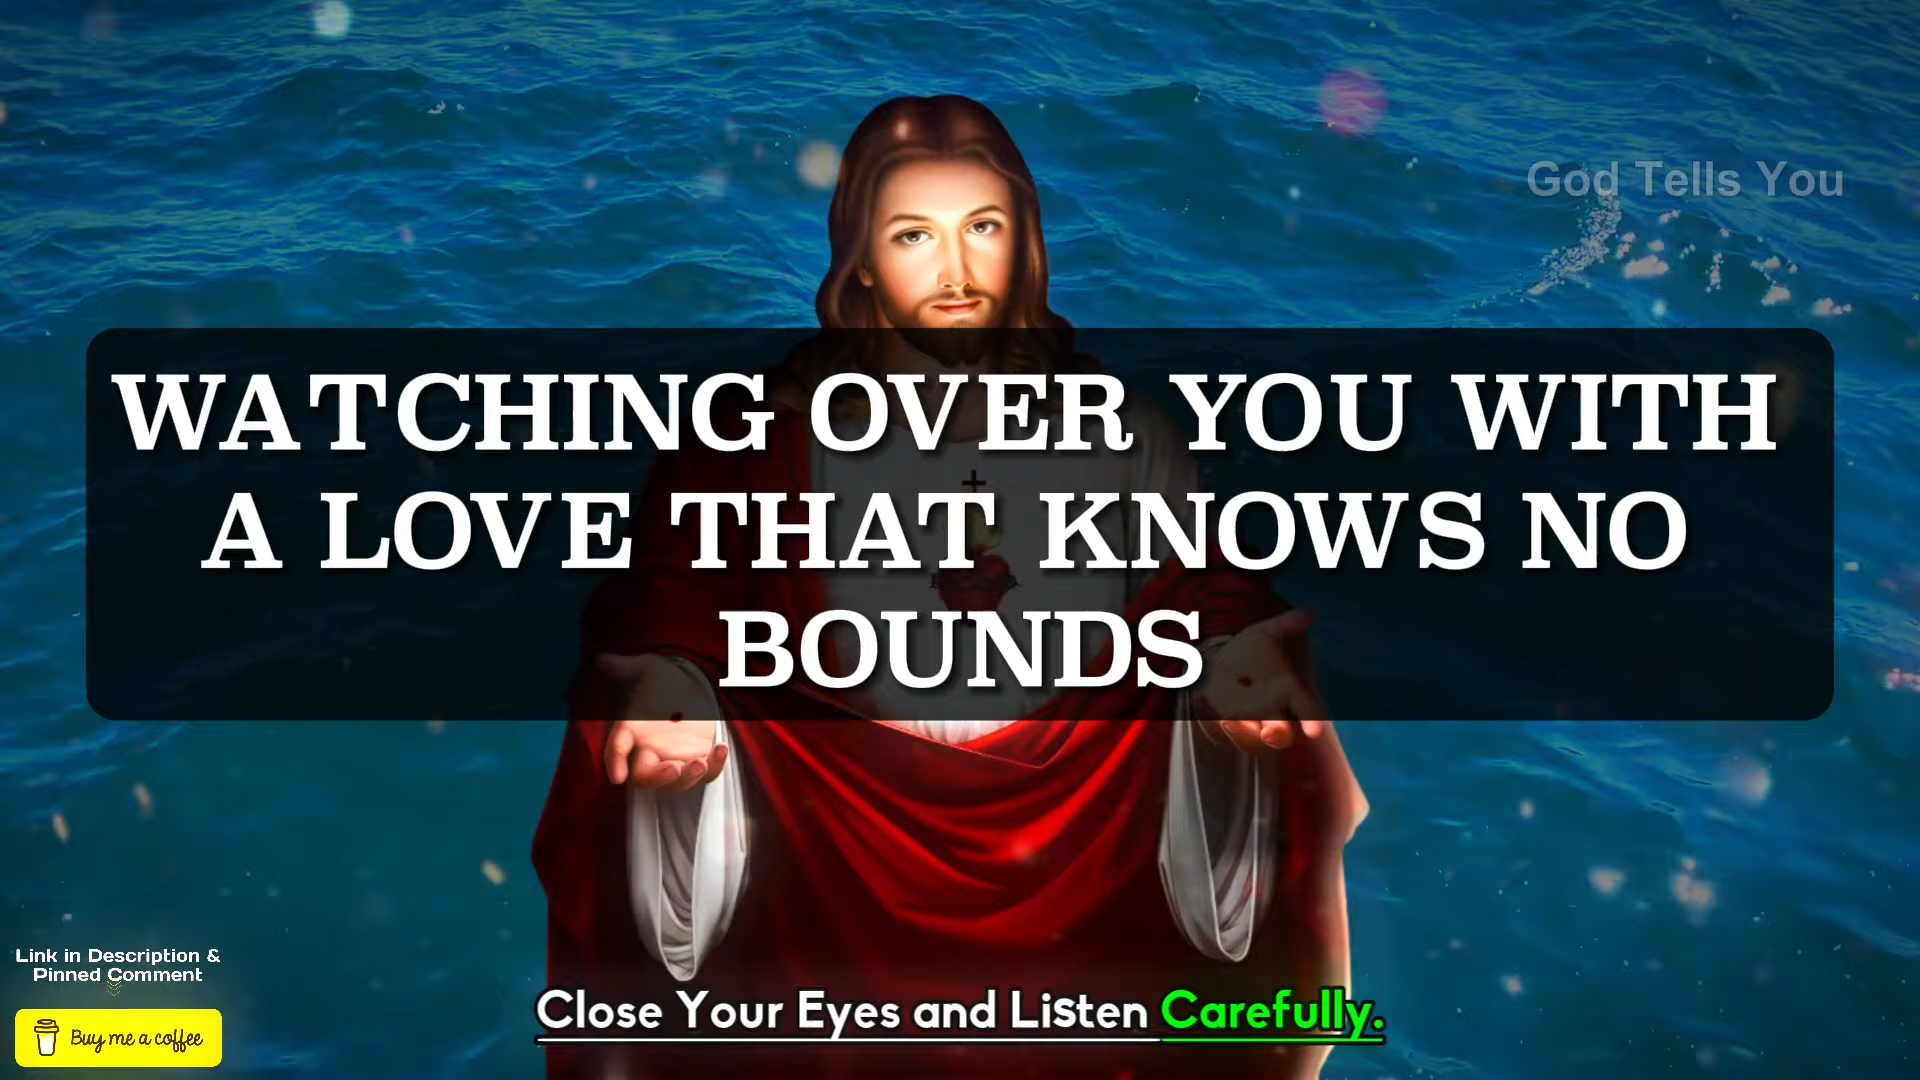 God Tells You
WATCHING OVER YOU WITH
A LOVE THAT KNOWS NO
BOUNDS
Link in Description &
Pinned Comment
Buy me a coffee
Close Your Eyes and Listen Carefully.